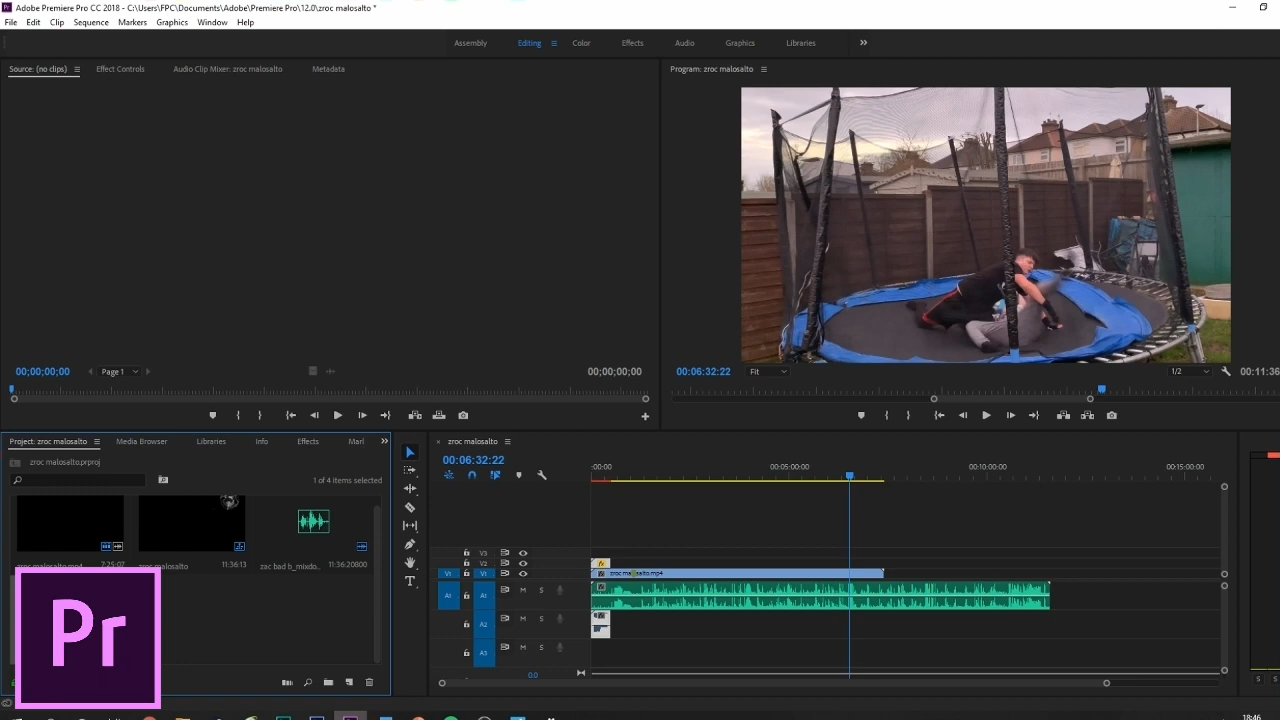 Adobe Premiere Pro CC 2018 - C:\Users\FPC\Documents\Adobe\Premiere Pro\12.0\zroc malosalto *
File Edit Clip Sequence Markers Graphics Window Help
Assembly Editing Color Effects Audio Graphics Libraries
Source: (no clips) Effect Controls Audio Clip Mixer: zroc malosalto Metadata
Program: zroc malosalto
00;00;00;00 Page 1 00;00;00;00
00:06:32:22 Fit 1/2 00:11:36
Project: zroc malosalto Media Browser Libraries Info Effects Marl
zroc malosalto.prproj
1 of 4 items selected
zroc malosalto.mp4 7:25:07
zroc malosalto 11:36:13
zac bad b_mixdo... 11:36:20800
Pr
zroc malosalto
00:06:32:22
:00:00 00:05:00:00 00:10:00:00 00:15:00:00
V3
V2 fx
V1 V1 zroc malosalto.mp4
A1 A1 M S
A2 M S
A3 M S
0.0
S S
18:46